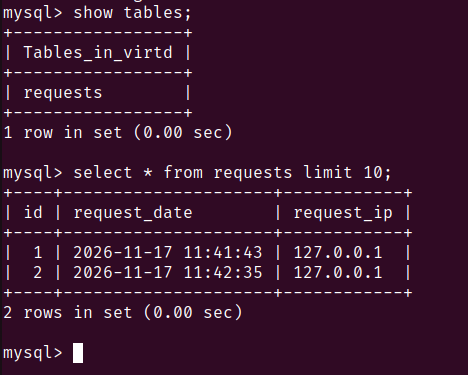 mysql> show tables;
+-----------------+
| Tables_in_virtd |
+-----------------+
| requests        |
+-----------------+
1 row in set (0.00 sec)
mysql> select * from requests limit 10;
+----+---------------------+------------+
| id | request_date        | request_ip |
+----+---------------------+------------+
|  1 | 2026-11-17 11:41:43 | 127.0.0.1  |
|  2 | 2026-11-17 11:42:35 | 127.0.0.1  |
+----+---------------------+------------+
2 rows in set (0.00 sec)
mysql>